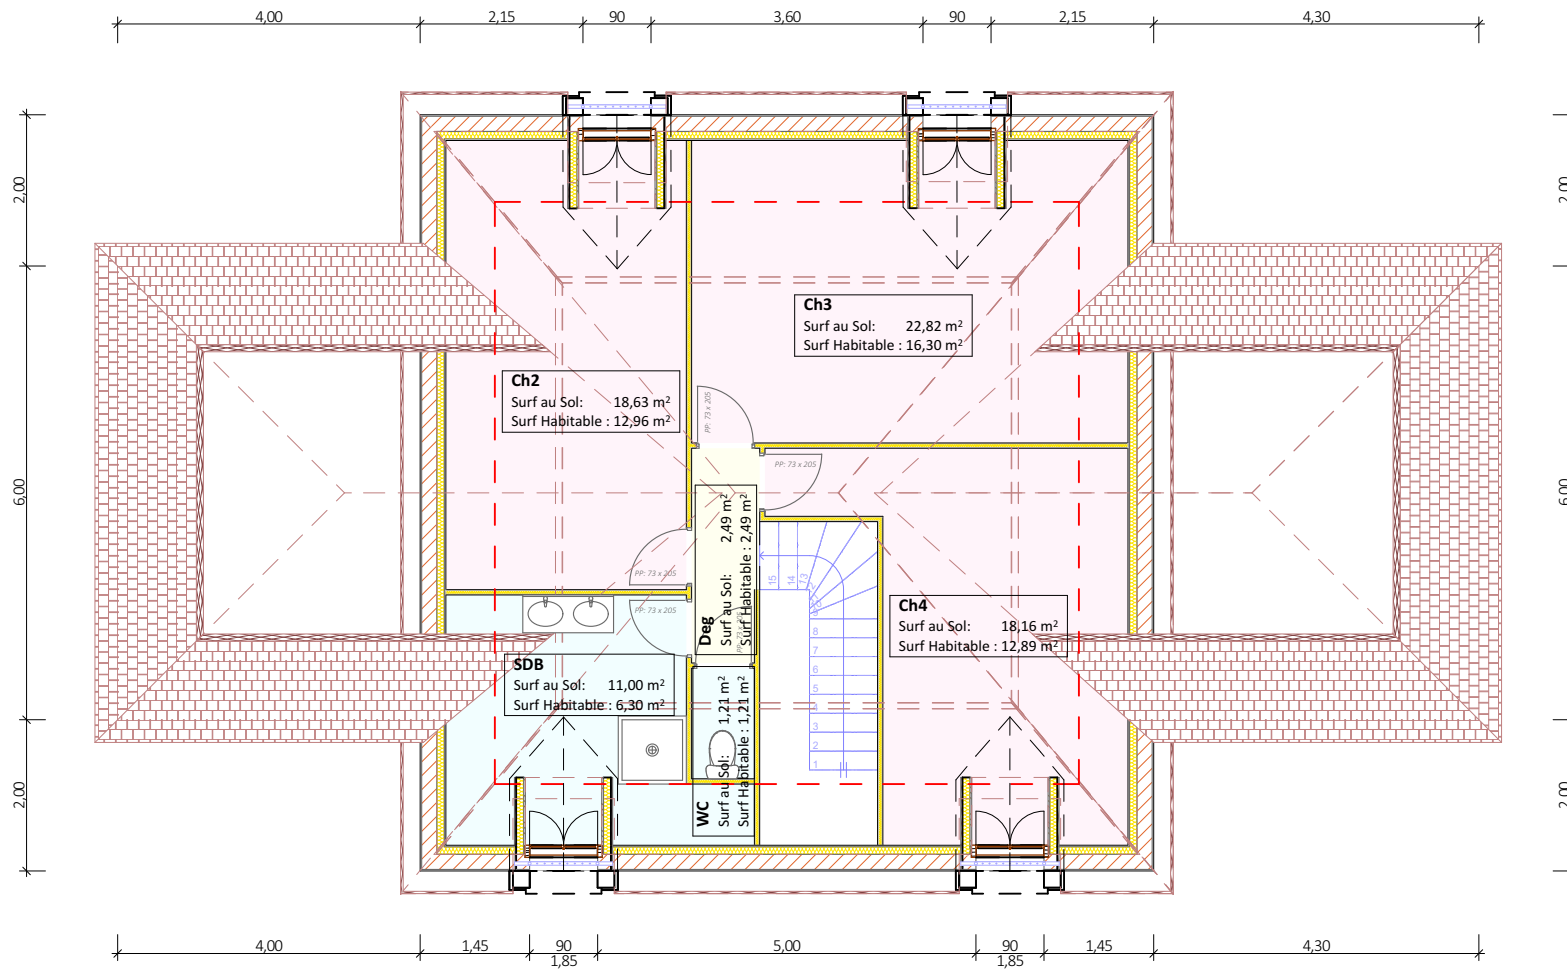 4,00 2,15 90 3,60 90 2,15 4,30
2,00
2,00
6,00
6,00
2,00
2,00
Ch3
Surf au Sol: 22,82 m²
Surf Habitable : 16,30 m²
Ch2
Surf au Sol: 18,63 m²
Surf Habitable : 12,96 m²
PP: 73 x 205
PP: 73 x 205
PP: 73 x 205
PP: 73 x 205
Deg
Surf au Sol: 2,49 m²
Surf Habitable : 2,49 m²
Ch4
Surf au Sol: 18,16 m²
Surf Habitable : 12,89 m²
SDB
Surf au Sol: 11,00 m²
Surf Habitable : 6,30 m²
WC
Surf au Sol: 1,21 m²
Surf Habitable : 1,21 m²
15
14
13
8
7
6
5
4
3
2
1
4,00 1,45 90 5,00 90 1,45 4,30
1,85 1,85